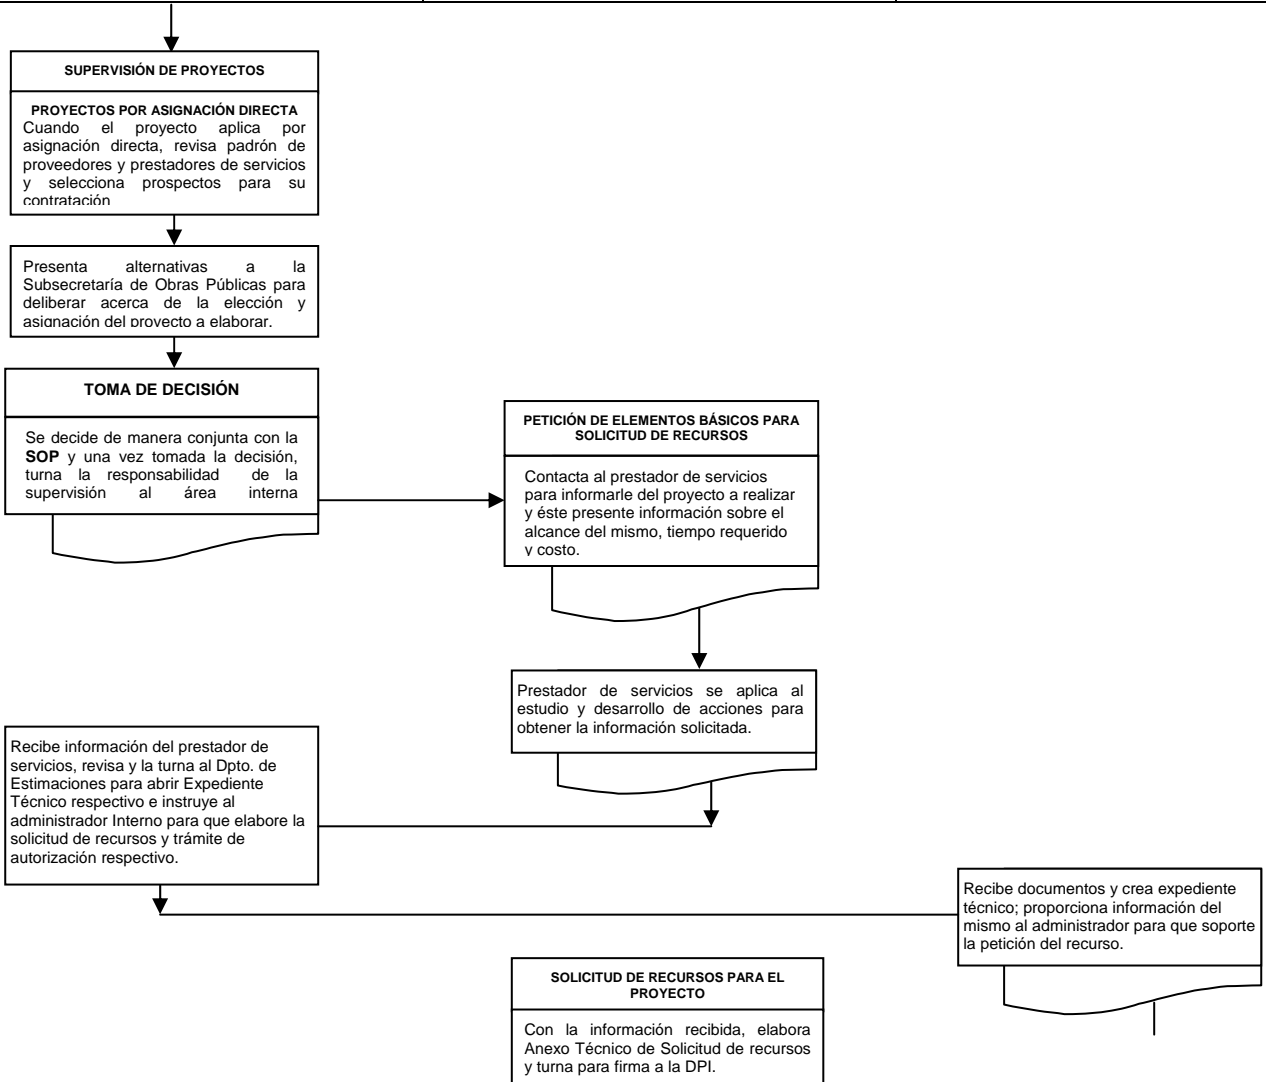 SUPERVISIÓN DE PROYECTOS
PROYECTOS POR ASIGNACIÓN DIRECTA
Cuando el proyecto aplica por
asignación directa, revisa padrón de
proveedores y prestadores de servicios
y selecciona prospectos para su
contratación
Presenta alternativas a la
Subsecretaría de Obras Públicas para
deliberar acerca de la elección y
asignación del proyecto a elaborar.
TOMA DE DECISIÓN
Se decide de manera conjunta con la
SOP y una vez tomada la decisión,
turna la responsabilidad de la
supervisión al área interna
PETICIÓN DE ELEMENTOS BÁSICOS PARA
SOLICITUD DE RECURSOS
Contacta al prestador de servicios
para informarle del proyecto a realizar
y éste presente información sobre el
alcance del mismo, tiempo requerido
y costo.
Prestador de servicios se aplica al
estudio y desarrollo de acciones para
obtener la información solicitada.
Recibe información del prestador de
servicios, revisa y la turna al Dpto. de
Estimaciones para abrir Expediente
Técnico respectivo e instruye al
administrador Interno para que elabore la
solicitud de recursos y trámite de
autorización respectivo.
Recibe documentos y crea expediente
técnico; proporciona información del
mismo al administrador para que soporte
la petición del recurso.
SOLICITUD DE RECURSOS PARA EL
PROYECTO
Con la información recibida, elabora
Anexo Técnico de Solicitud de recursos
y turna para firma a la DPI.